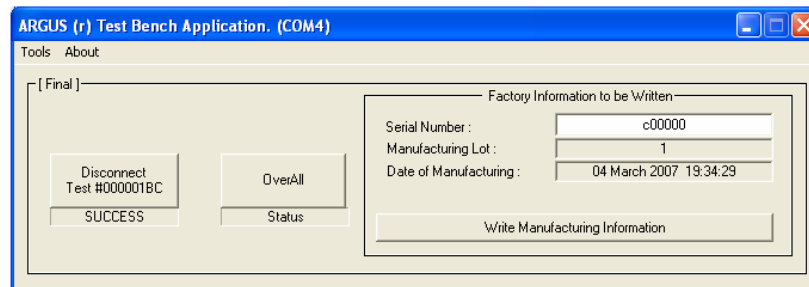 ARGUS (r) Test Bench Application. (COM4)
Tools About
[ Final ]
Disconnect
Test #000001BC
SUCCESS
OverAll
Status
Factory Information to be Written
Serial Number : c00000
Manufacturing Lot : 1
Date of Manufacturing : 04 March 2007 19:34:29
Write Manufacturing Information